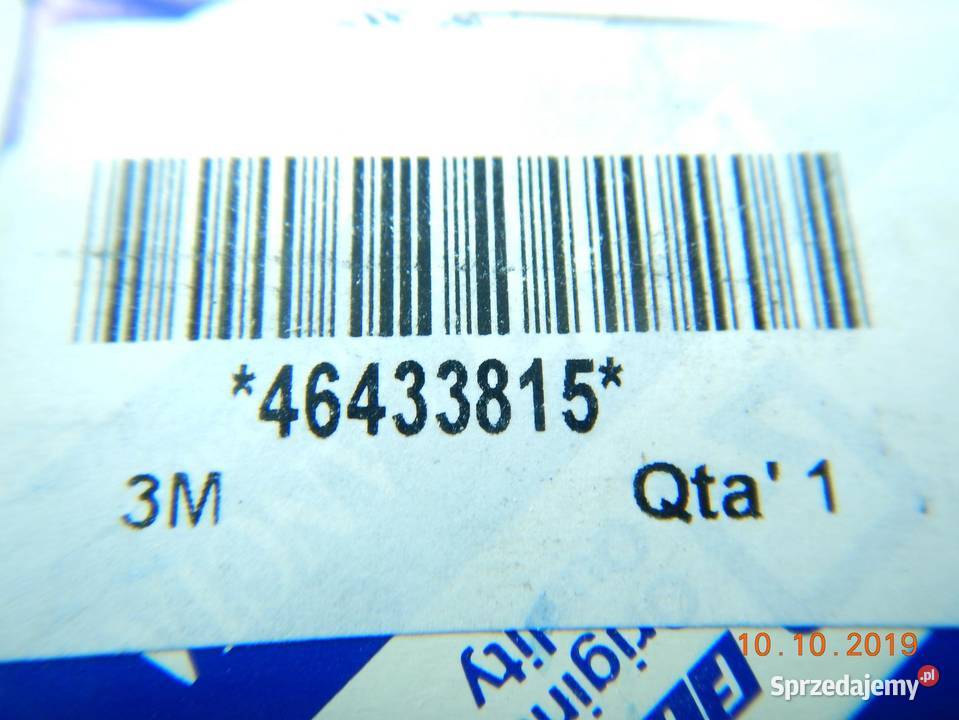 *46433815*
3M Qta' 1
10.10.2019
Sprzedajemy.pl